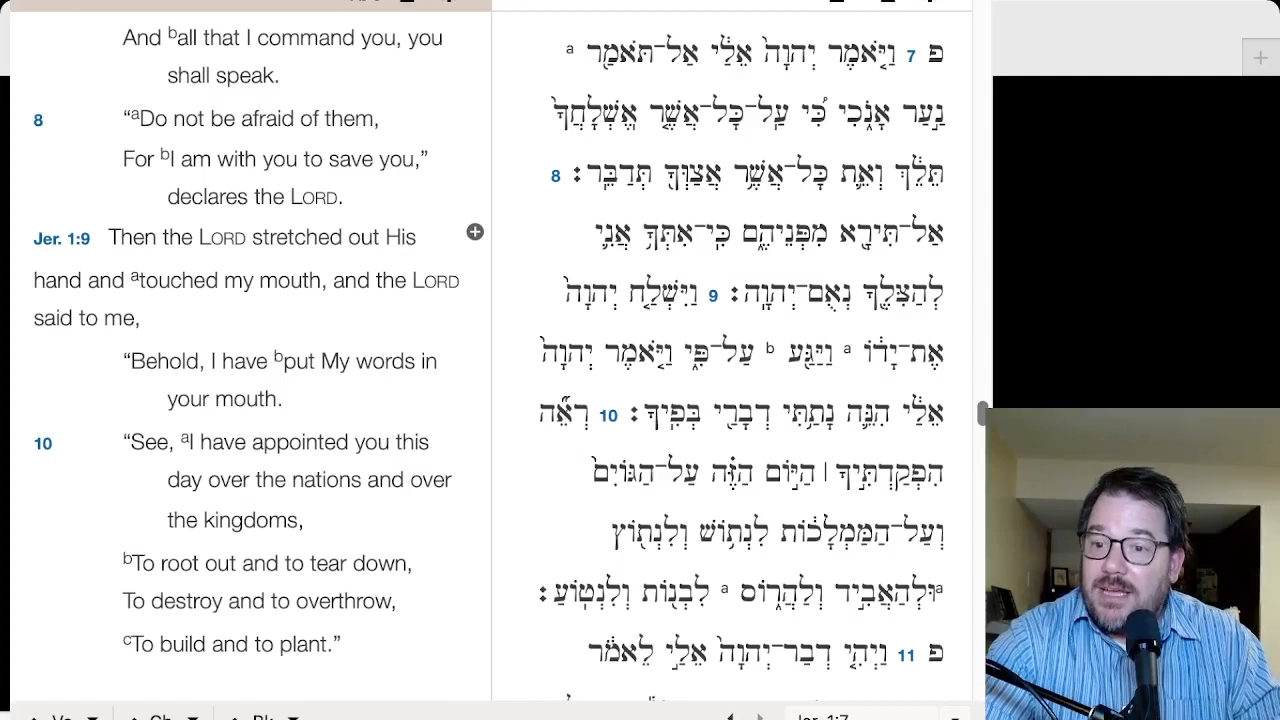 And ᵇall that I command you, you
shall speak.
8 “ᵃDo not be afraid of them,
For ᵇI am with you to save you,”
declares the LORD.
Jer. 1:9 Then the LORD stretched out His
hand and ᵃtouched my mouth, and the LORD
said to me,
“Behold, I have ᵇput My words in
your mouth.
10 “See, ᵃI have appointed you this
day over the nations and over
the kingdoms,
ᵇTo root out and to tear down,
To destroy and to overthrow,
ᶜTo build and to plant.”
פ 7 וַיֹּ֤אמֶר יְהוָה֙ אֵלַ֔י אַל־תֹּאמַ֖ר a
נַ֣עַר אָנֹ֑כִי כִּ֠י עַֽל־כָּל־אֲשֶׁ֤ר אֶֽשְׁלָחֲךָ֙
תֵּלֵ֔ךְ וְאֵ֛ת כָּל־אֲשֶׁ֥ר אֲצַוְּךָ֖ תְּדַבֵּֽר׃ 8
אַל־תִּירָ֖א מִפְּנֵיהֶ֑ם כִּֽי־אִתְּךָ֥ אֲנִ֛י
לְהַצִּלֶ֖ךָ נְאֻם־יְהוָֽה׃ 9 וַיִּשְׁלַ֤ח יְהוָה֙
אֶת־יָד֔וֹ a וַיַּגַּ֖ע b עַל־פִּ֑י וַיֹּ֤אמֶר יְהוָה֙
אֵלַ֔י הִנֵּ֛ה נָתַ֥תִּי דְבָרַ֖י בְּפִֽיךָ׃ 10 רְאֵ֞ה
הִפְקַדְתִּ֣יךָ ׀ הַיּ֣וֹם הַזֶּ֗ה עַל־הַגּוֹיִם֙
וְעַל־הַמַּמְלָכ֔וֹת לִנְת֥וֹשׁ וְלִנְת֖וֹץ
aוּלְהַאֲבִ֣יד וְלַהֲר֑וֹס a לִבְנ֖וֹת וְלִנְטֽוֹעַ׃
פ 11 וַיְהִ֤י דְבַר־יְהוָה֙ אֵלַ֣י לֵאמֹ֔ר